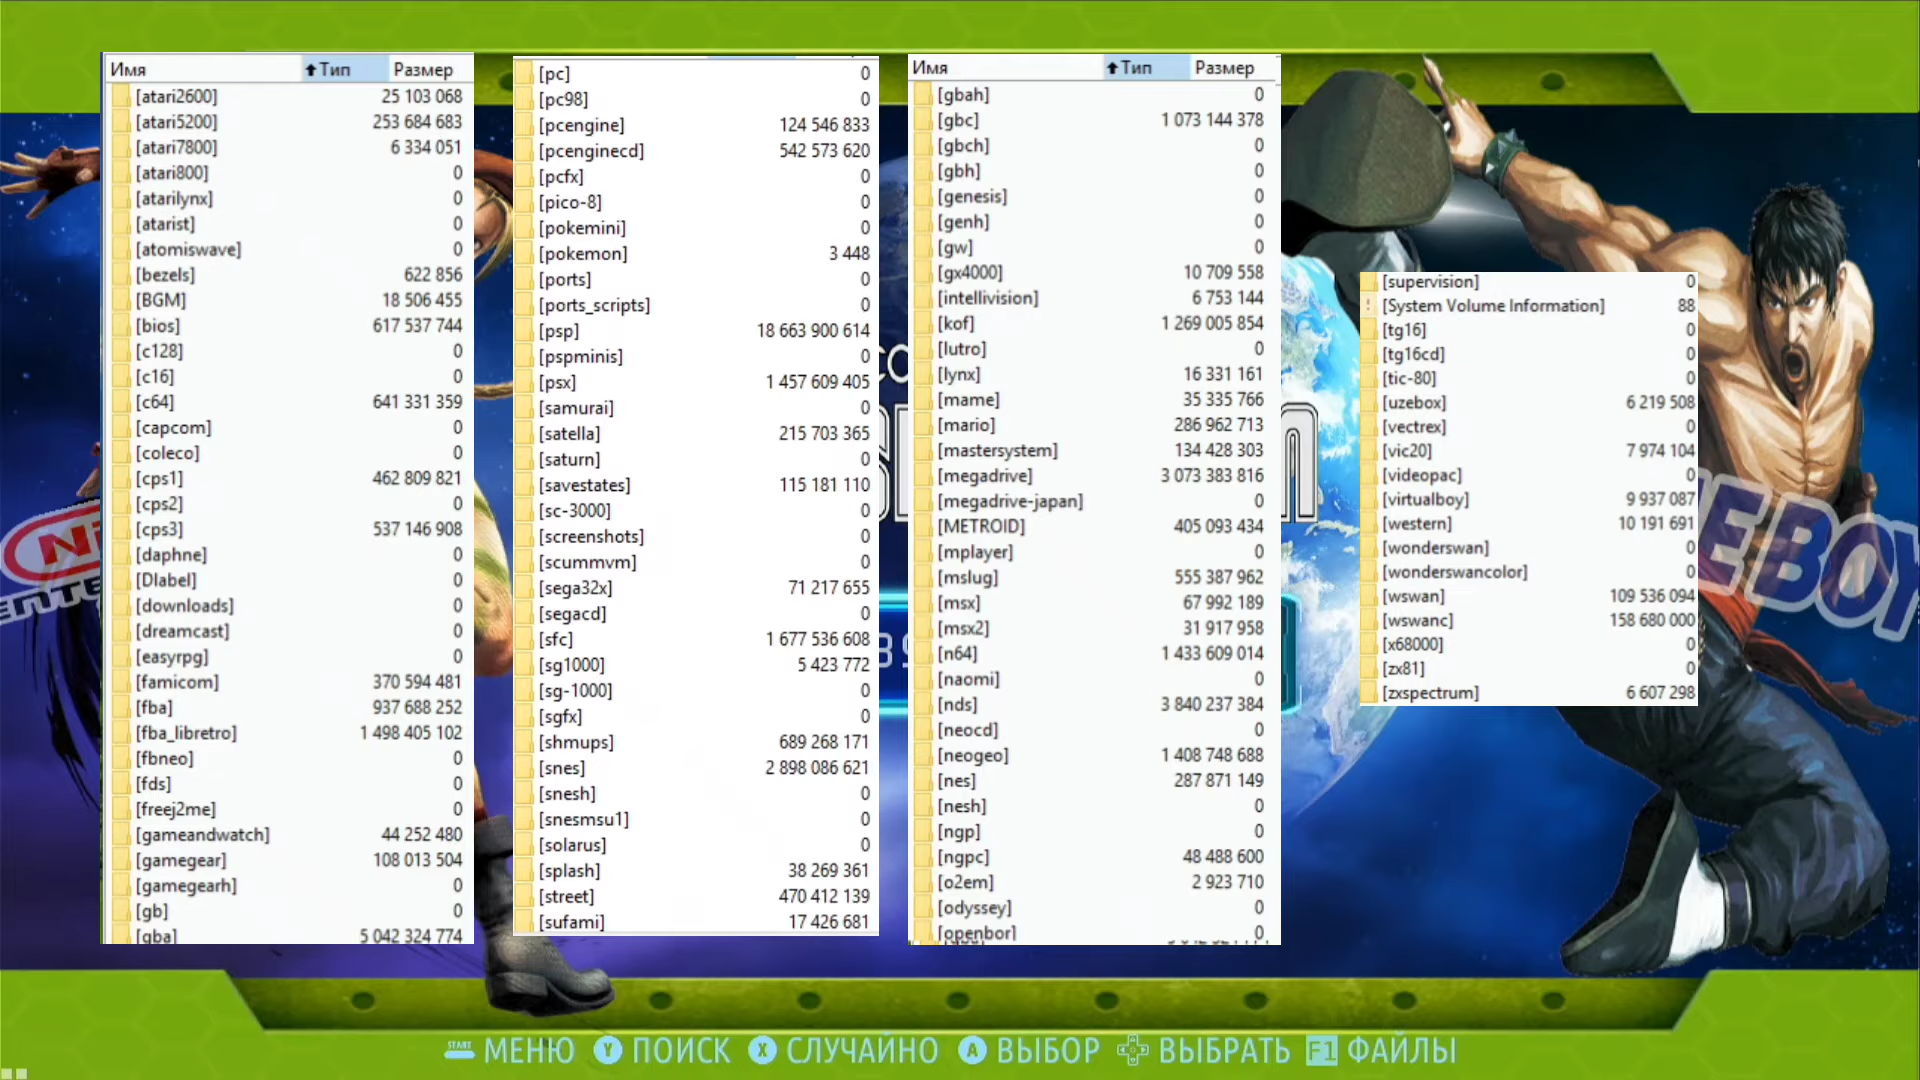 Имя Тип Размер
[atari2600] 25 103 068
[atari5200] 253 684 683
[atari7800] 6 334 051
[atari800] 0
[atarilynx] 0
[atarist] 0
[atomiswave] 0
[bezels] 622 856
[BGM] 18 506 455
[bios] 617 537 744
[c128] 0
[c16] 0
[c64] 641 331 359
[capcom] 0
[coleco] 0
[cps1] 462 809 821
[cps2] 0
[cps3] 537 146 908
[daphne] 0
[Dlabel] 0
[downloads] 0
[dreamcast] 0
[easyrpg] 0
[famicom] 370 594 481
[fba] 937 688 252
[fba_libretro] 1 498 405 102
[fbneo] 0
[fds] 0
[freej2me] 0
[gameandwatch] 44 252 480
[gamegear] 108 013 504
[gamegearh] 0
[gb] 0
[gba] 5 042 324 774
[pc] 0
[pc98] 0
[pcengine] 124 546 833
[pcenginecd] 542 573 620
[pcfx] 0
[pico-8] 0
[pokemini] 0
[pokemon] 3 448
[ports] 0
[ports_scripts] 0
[psp] 18 663 900 614
[pspminis] 0
[psx] 1 457 609 405
[samurai] 0
[satella] 215 703 365
[saturn] 0
[savestates] 115 181 110
[sc-3000] 0
[screenshots] 0
[scummvm] 0
[sega32x] 71 217 655
[segacd] 0
[sfc] 1 677 536 608
[sg1000] 5 423 772
[sg-1000] 0
[sgfx] 0
[shmups] 689 268 171
[snes] 2 898 086 621
[snesh] 0
[snesmsu1] 0
[solarus] 0
[splash] 38 269 361
[street] 470 412 139
[sufami] 17 426 681
Имя Тип Размер
[gbah] 0
[gbc] 1 073 144 378
[gbch] 0
[gbh] 0
[genesis] 0
[genh] 0
[gw] 0
[gx4000] 10 709 558
[intellivision] 6 753 144
[kof] 1 269 005 854
[lutro] 0
[lynx] 16 331 161
[mame] 35 335 766
[mario] 286 962 713
[mastersystem] 134 428 303
[megadrive] 3 073 383 816
[megadrive-japan] 0
[METROID] 405 093 434
[mplayer] 0
[mslug] 555 387 962
[msx] 67 992 189
[msx2] 31 917 958
[n64] 1 433 609 014
[naomi] 0
[nds] 3 840 237 384
[neocd] 0
[neogeo] 1 408 748 688
[nes] 287 871 149
[nesh] 0
[ngp] 0
[ngpc] 48 488 600
[o2em] 2 923 710
[odyssey] 0
[openbor] 0
[supervision] 0
[System Volume Information] 88
[tg16] 0
[tg16cd] 0
[tic-80] 0
[uzebox] 6 219 508
[vectrex] 0
[vic20] 7 974 104
[videopac] 0
[virtualboy] 9 937 087
[western] 10 191 691
[wonderswan] 0
[wonderswancolor] 0
[wswan] 109 536 094
[wswanc] 158 680 000
[x68000] 0
[zx81] 0
[zxspectrum] 6 607 298
START МЕНЮ Y ПОИСК X СЛУЧАЙНО A ВЫБОР ВЫБРАТЬ F1 ФАЙЛЫ